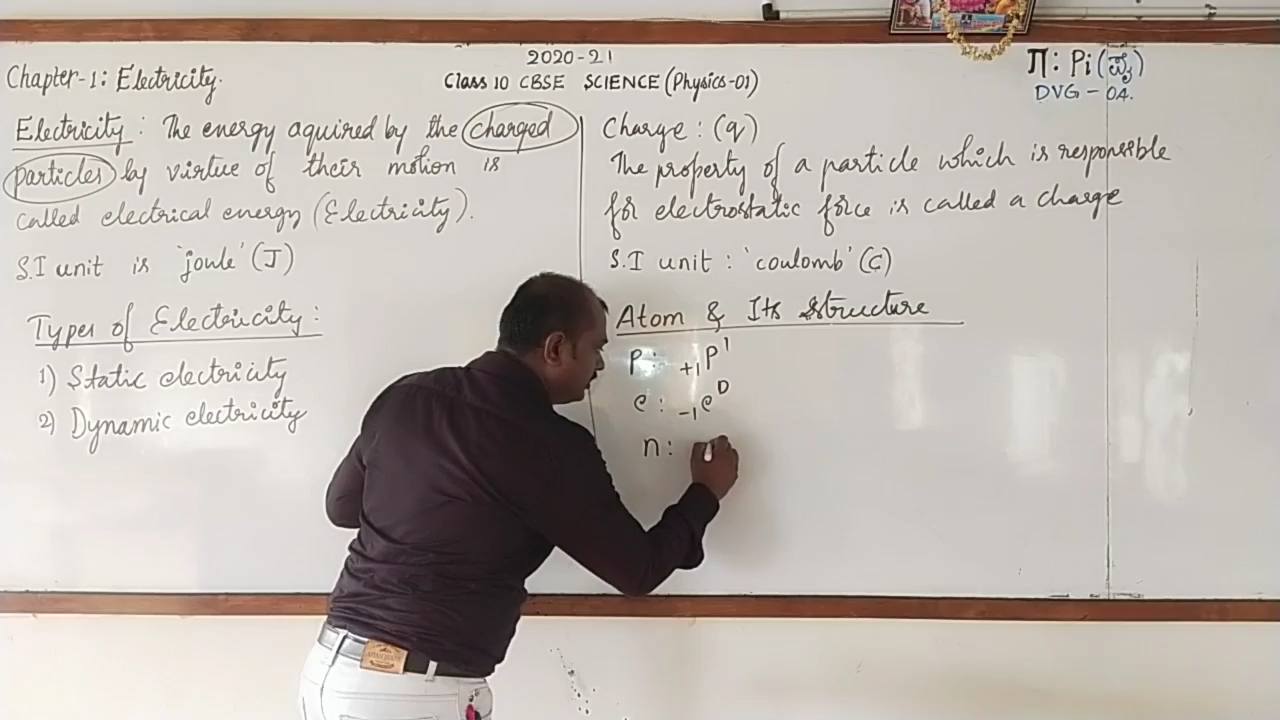 2020-21
Chapter-1: Electricity.
Class 10 CBSE SCIENCE (Physics-01)
Π: Pi (ಪೈ)
DVG - 04.
Electricity: The energy aquired by the charged
particles by virtue of their motion is
called electrical energy (Electricity).
S.I unit is 'joule' (J)
Types of Electricity:
1) Static electricity
2) Dynamic electricity
Charge: (q)
The property of a particle which is responsible
for electrostatic force is called a charge
S.I unit: 'coulomb' (C)
Atom & Its Structure
P: ₊₁P¹
e: ₋₁e⁰
n: